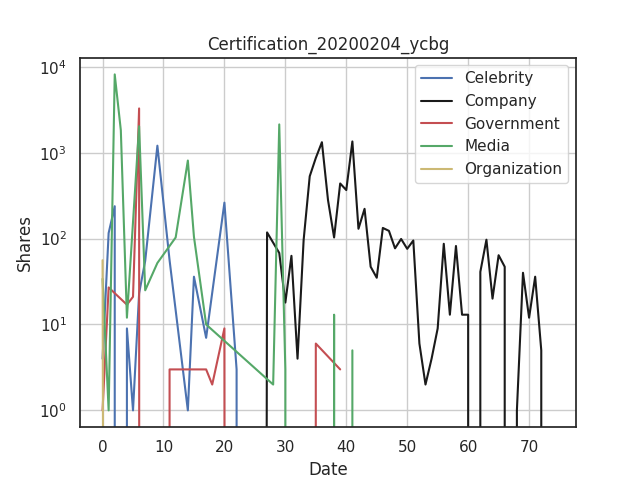 Certification_20200204_ycbg
Celebrity
Company
Government
Media
Organization
Shares
10⁴
10³
10²
10¹
10⁰
0 10 20 30 40 50 60 70
Date